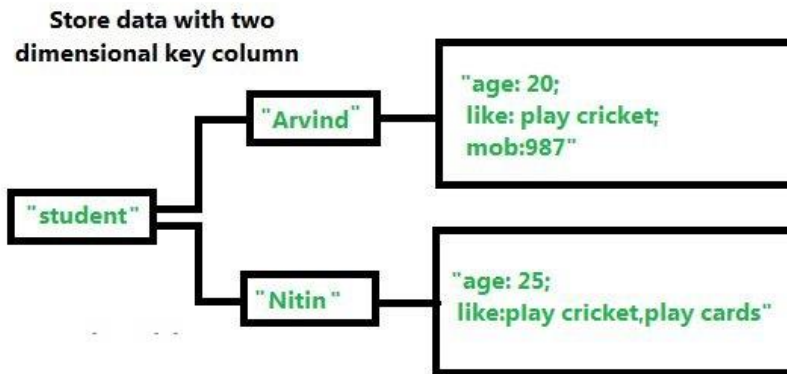 Store data with two
dimensional key column
"Arvind"
"age: 20;
like: play cricket;
mob:987"
"student"
"Nitin"
"age: 25;
like:play cricket,play cards"